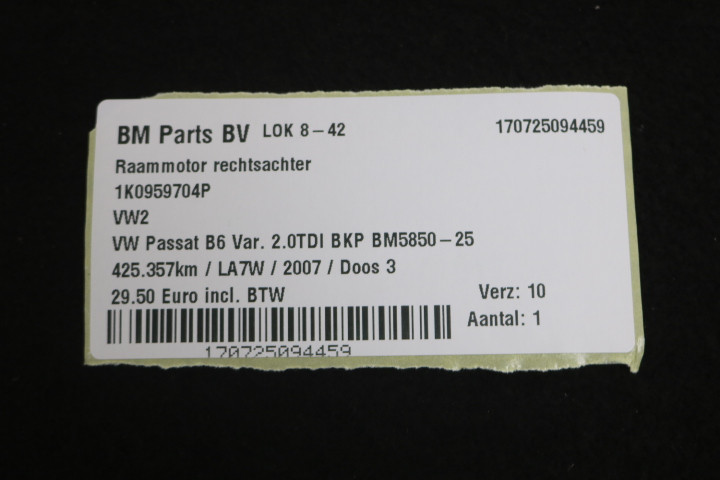 BM Parts BV LOK 8-42 170725094459
Raammotor rechtsachter
1K0959704P
VW2
VW Passat B6 Var. 2.0TDI BKP BM5850-25
425.357km / LA7W / 2007 / Doos 3
29.50 Euro incl. BTW Verz: 10
Aantal: 1
170725094459